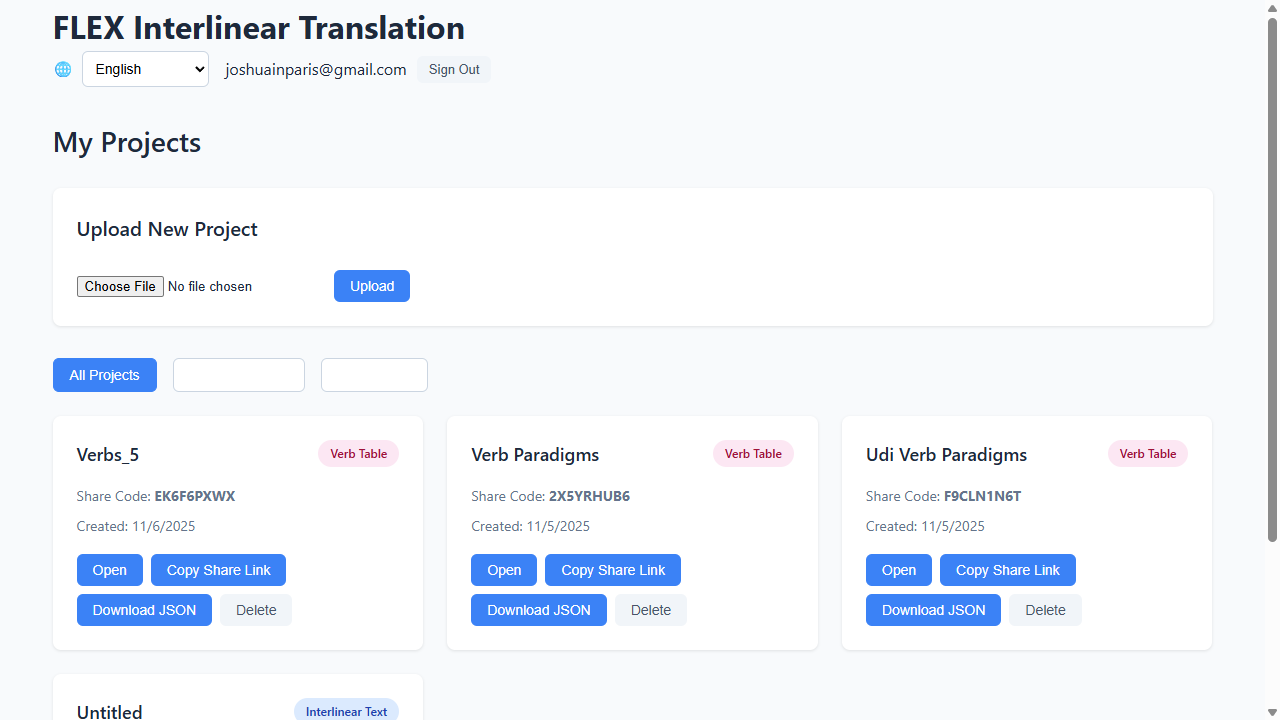 FLEX Interlinear Translation
🌐 English joshuainparis@gmail.com Sign Out
My Projects
Upload New Project
Choose File No file chosen Upload
All Projects
Verbs_5 Verb Table
Share Code: EK6F6PXWX
Created: 11/6/2025
Open Copy Share Link
Download JSON Delete
Verb Paradigms Verb Table
Share Code: 2X5YRHUB6
Created: 11/5/2025
Open Copy Share Link
Download JSON Delete
Udi Verb Paradigms Verb Table
Share Code: F9CLN1N6T
Created: 11/5/2025
Open Copy Share Link
Download JSON Delete
Untitled Interlinear Text